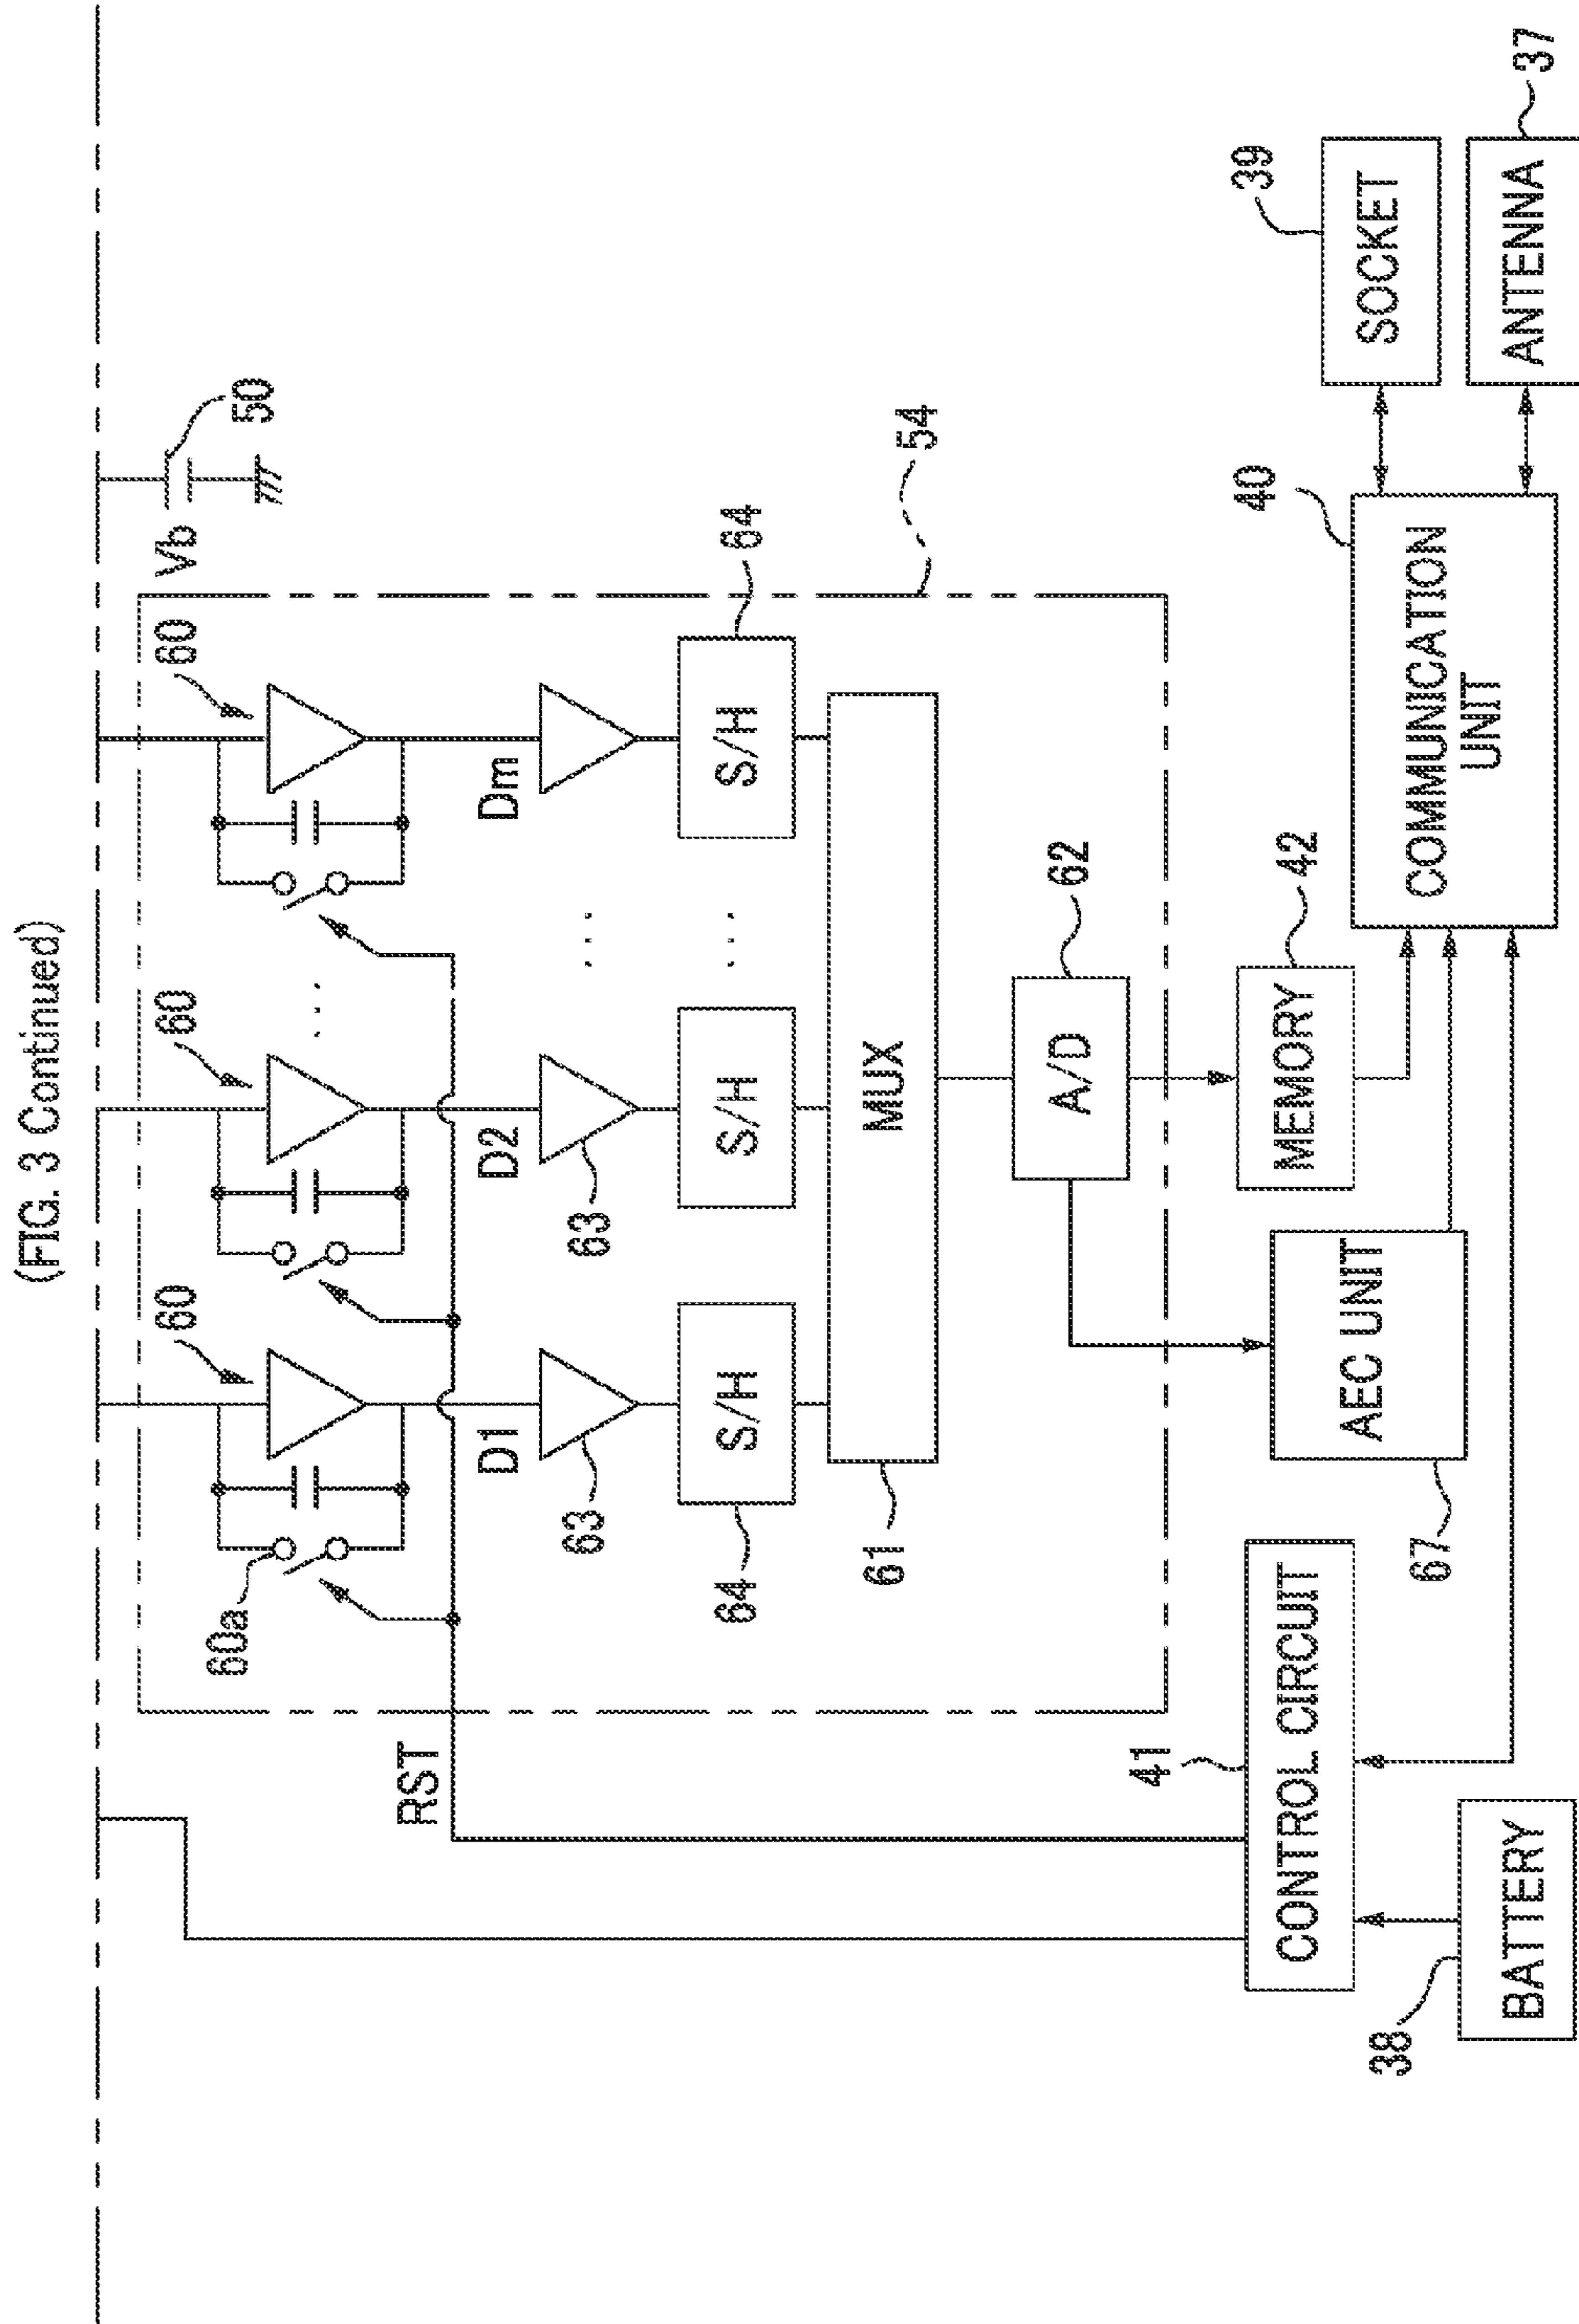 (FIG. 3 Continued)
Vb
50
60
60
60
60a
RST
D1
D2
Dm
63
63
64
S/H
S/H
S/H
64
. . .
. . .
. . .
61
MUX
54
A/D
62
41
CONTROL CIRCUIT
AEC UNIT
67
MEMORY
42
40
COMMUNICATION
UNIT
39
SOCKET
38
BATTERY
ANTENNA
37